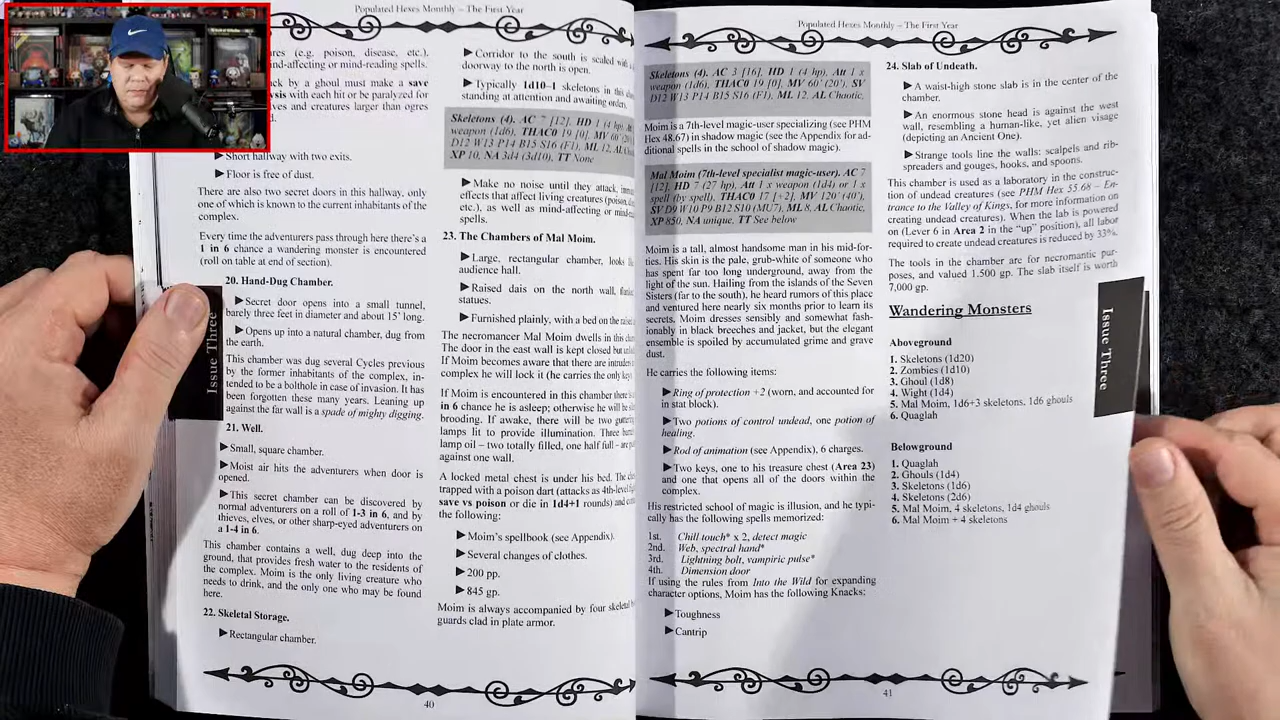 Populated Hexes Monthly – The First Year
(e.g. poison, disease, etc.).
mind-affecting or mind-reading spells.
by a ghoul must make a save
with each hit or be paralyzed for
and creatures larger than ogres
▶ Short hallway with two exits.
▶ Floor is free of dust.
There are also two secret doors in this hallway, only
one of which is known to the current inhabitants of the
complex.
Every time the adventurers pass through here there's a
1 in 6 chance a wandering monster is encountered
(roll on table at end of section).
20. Hand-Dug Chamber.
▶ Secret door opens into a small tunnel,
barely three feet in diameter and about 15' long.
▶ Opens up into a natural chamber, dug from
the earth.
This chamber was dug several Cycles previous
by the former inhabitants of the complex, in-
tended to be a bolthole in case of invasion. It has
been forgotten these many years. Leaning up
against the far wall is a spade of mighty digging.
21. Well.
▶ Small, square chamber.
▶ Moist air hits the adventurers when door is
opened.
▶ This secret chamber can be discovered by
normal adventurers on a roll of 1-3 in 6, and by
thieves, elves, or other sharp-eyed adventurers on
a 1-4 in 6.
This chamber contains a well, dug deep into the
ground, that provides fresh water to the residents of
the complex. Moim is the only living creature who
needs to drink, and the only one who may be found
here.
22. Skeletal Storage.
▶ Rectangular chamber.
▶ Corridor to the south is scaled with
doorway to the north is open.
▶ Typically 1d10–1 skeletons in this
standing at attention and awaiting orders.
Skeletons (4). AC 7 [12], HD 1 (4 hp), Att
weapon (1d6), THAC0 19 [0], MV 60'
D12 W13 P14 B15 S16 (F1), ML 12, AL
XP 10, NA 3d4 (3d10), TT None
▶ Make no noise until they attack,
effects that affect living creatures (poison,
etc.), as well as mind-affecting or
spells.
23. The Chambers of Mal Moim.
▶ Large, rectangular chamber, looks
audience hall.
▶ Raised dais on the north wall,
statues.
▶ Furnished plainly, with a bed on the
The necromancer Mal Moim dwells in this
The door in the east wall is kept closed but
If Moim becomes aware that there are
complex he will lock it (he carries the only
If Moim is encountered in this chamber there
in 6 chance he is asleep; otherwise he will be
brooding. If awake, there will be two
lamps lit to provide illumination. Three
lamp oil – two totally filled, one half full – are
against one wall.
A locked metal chest is under his bed. The
trapped with a poison dart (attacks as 4th-level
save vs poison or die in 1d4+1 rounds) and
the following:
▶ Moim's spellbook (see Appendix).
▶ Several changes of clothes.
▶ 200 pp.
▶ 845 gp.
Moim is always accompanied by four skeletal
guards clad in plate armor.
40
Issue Three
Populated Hexes Monthly – The First Year
Skeletons (4). AC 3 [16], HD 1 (4 hp), Att 1 x
weapon (1d6), THAC0 19 [0], MV 60' (20'), SV
D12 W13 P14 B15 S16 (F1), ML 12, AL Chaotic,
Moim is a 7th-level magic-user specializing (see PHM
Hex 48.67) in shadow magic (see the Appendix for ad-
ditional spells in the school of shadow magic).
Mal Moim (7th-level specialist magic-user). AC 7
[12], HD 7 (27 hp), Att 1 x weapon (1d4) or 1 x
spell (by spell), THAC0 17 [+2], MV 120' (40'),
SV D9 W10 P9 B12 S10 (MU7), ML 8, AL Chaotic,
XP 850, NA unique, TT See below
Moim is a tall, almost handsome man in his mid-for-
ties. His skin is the pale, grub-white of someone who
has spent far too long underground, away from the
light of the sun. Hailing from the islands of the Seven
Sisters (far to the south), he heard rumors of this place
and ventured here nearly six months prior to learn its
secrets. Moim dresses sensibly and somewhat fash-
ionably in black breeches and jacket, but the elegant
ensemble is spoiled by accumulated grime and grave
dust.
He carries the following items:
▶ Ring of protection +2 (worn, and accounted for
in stat block).
▶ Two potions of control undead, one potion of
healing.
▶ Rod of animation (see Appendix), 6 charges.
▶ Two keys, one to his treasure chest (Area 23)
and one that opens all of the doors within the
complex.
His restricted school of magic is illusion, and he typi-
cally has the following spells memorized:
1st. Chill touch* x 2, detect magic
2nd. Web, spectral hand*
3rd. Lightning bolt, vampiric pulse*
4th. Dimension door
If using the rules from Into the Wild for expanding
character options, Moim has the following Knacks:
▶ Toughness
▶ Cantrip
24. Slab of Undeath.
▶ A waist-high stone slab is in the center of the
chamber.
▶ An enormous stone head is against the west
wall, resembling a human-like, yet alien visage
(depicting an Ancient One).
▶ Strange tools line the walls: scalpels and rib-
spreaders and gouges, hooks, and spoons.
This chamber is used as a laboratory in the construc-
tion of undead creatures (see PHM Hex 55.68 – En-
trance to the Valley of Kings, for more information on
creating undead creatures). When the lab is powered
on (Lever 6 in Area 2 in the "up" position), all labor
required to create undead creatures is reduced by 33%.
The tools in the chamber are for necromantic pur-
poses, and valued 1,500 gp. The slab itself is worth
7,000 gp.
Wandering Monsters
Aboveground
1. Skeletons (1d20)
2. Zombies (1d10)
3. Ghoul (1d8)
4. Wight (1d4)
5. Mal Moim, 1d6+3 skeletons, 1d6 ghouls
6. Quaglah
Belowground
1. Quaglah
2. Ghouls (1d4)
3. Skeletons (1d6)
4. Skeletons (2d6)
5. Mal Moim, 4 skeletons, 1d4 ghouls
6. Mal Moim + 4 skeletons
Issue Three
41